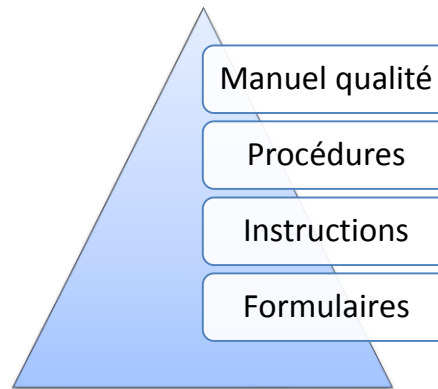 Manuel qualité
Procédures
Instructions
Formulaires